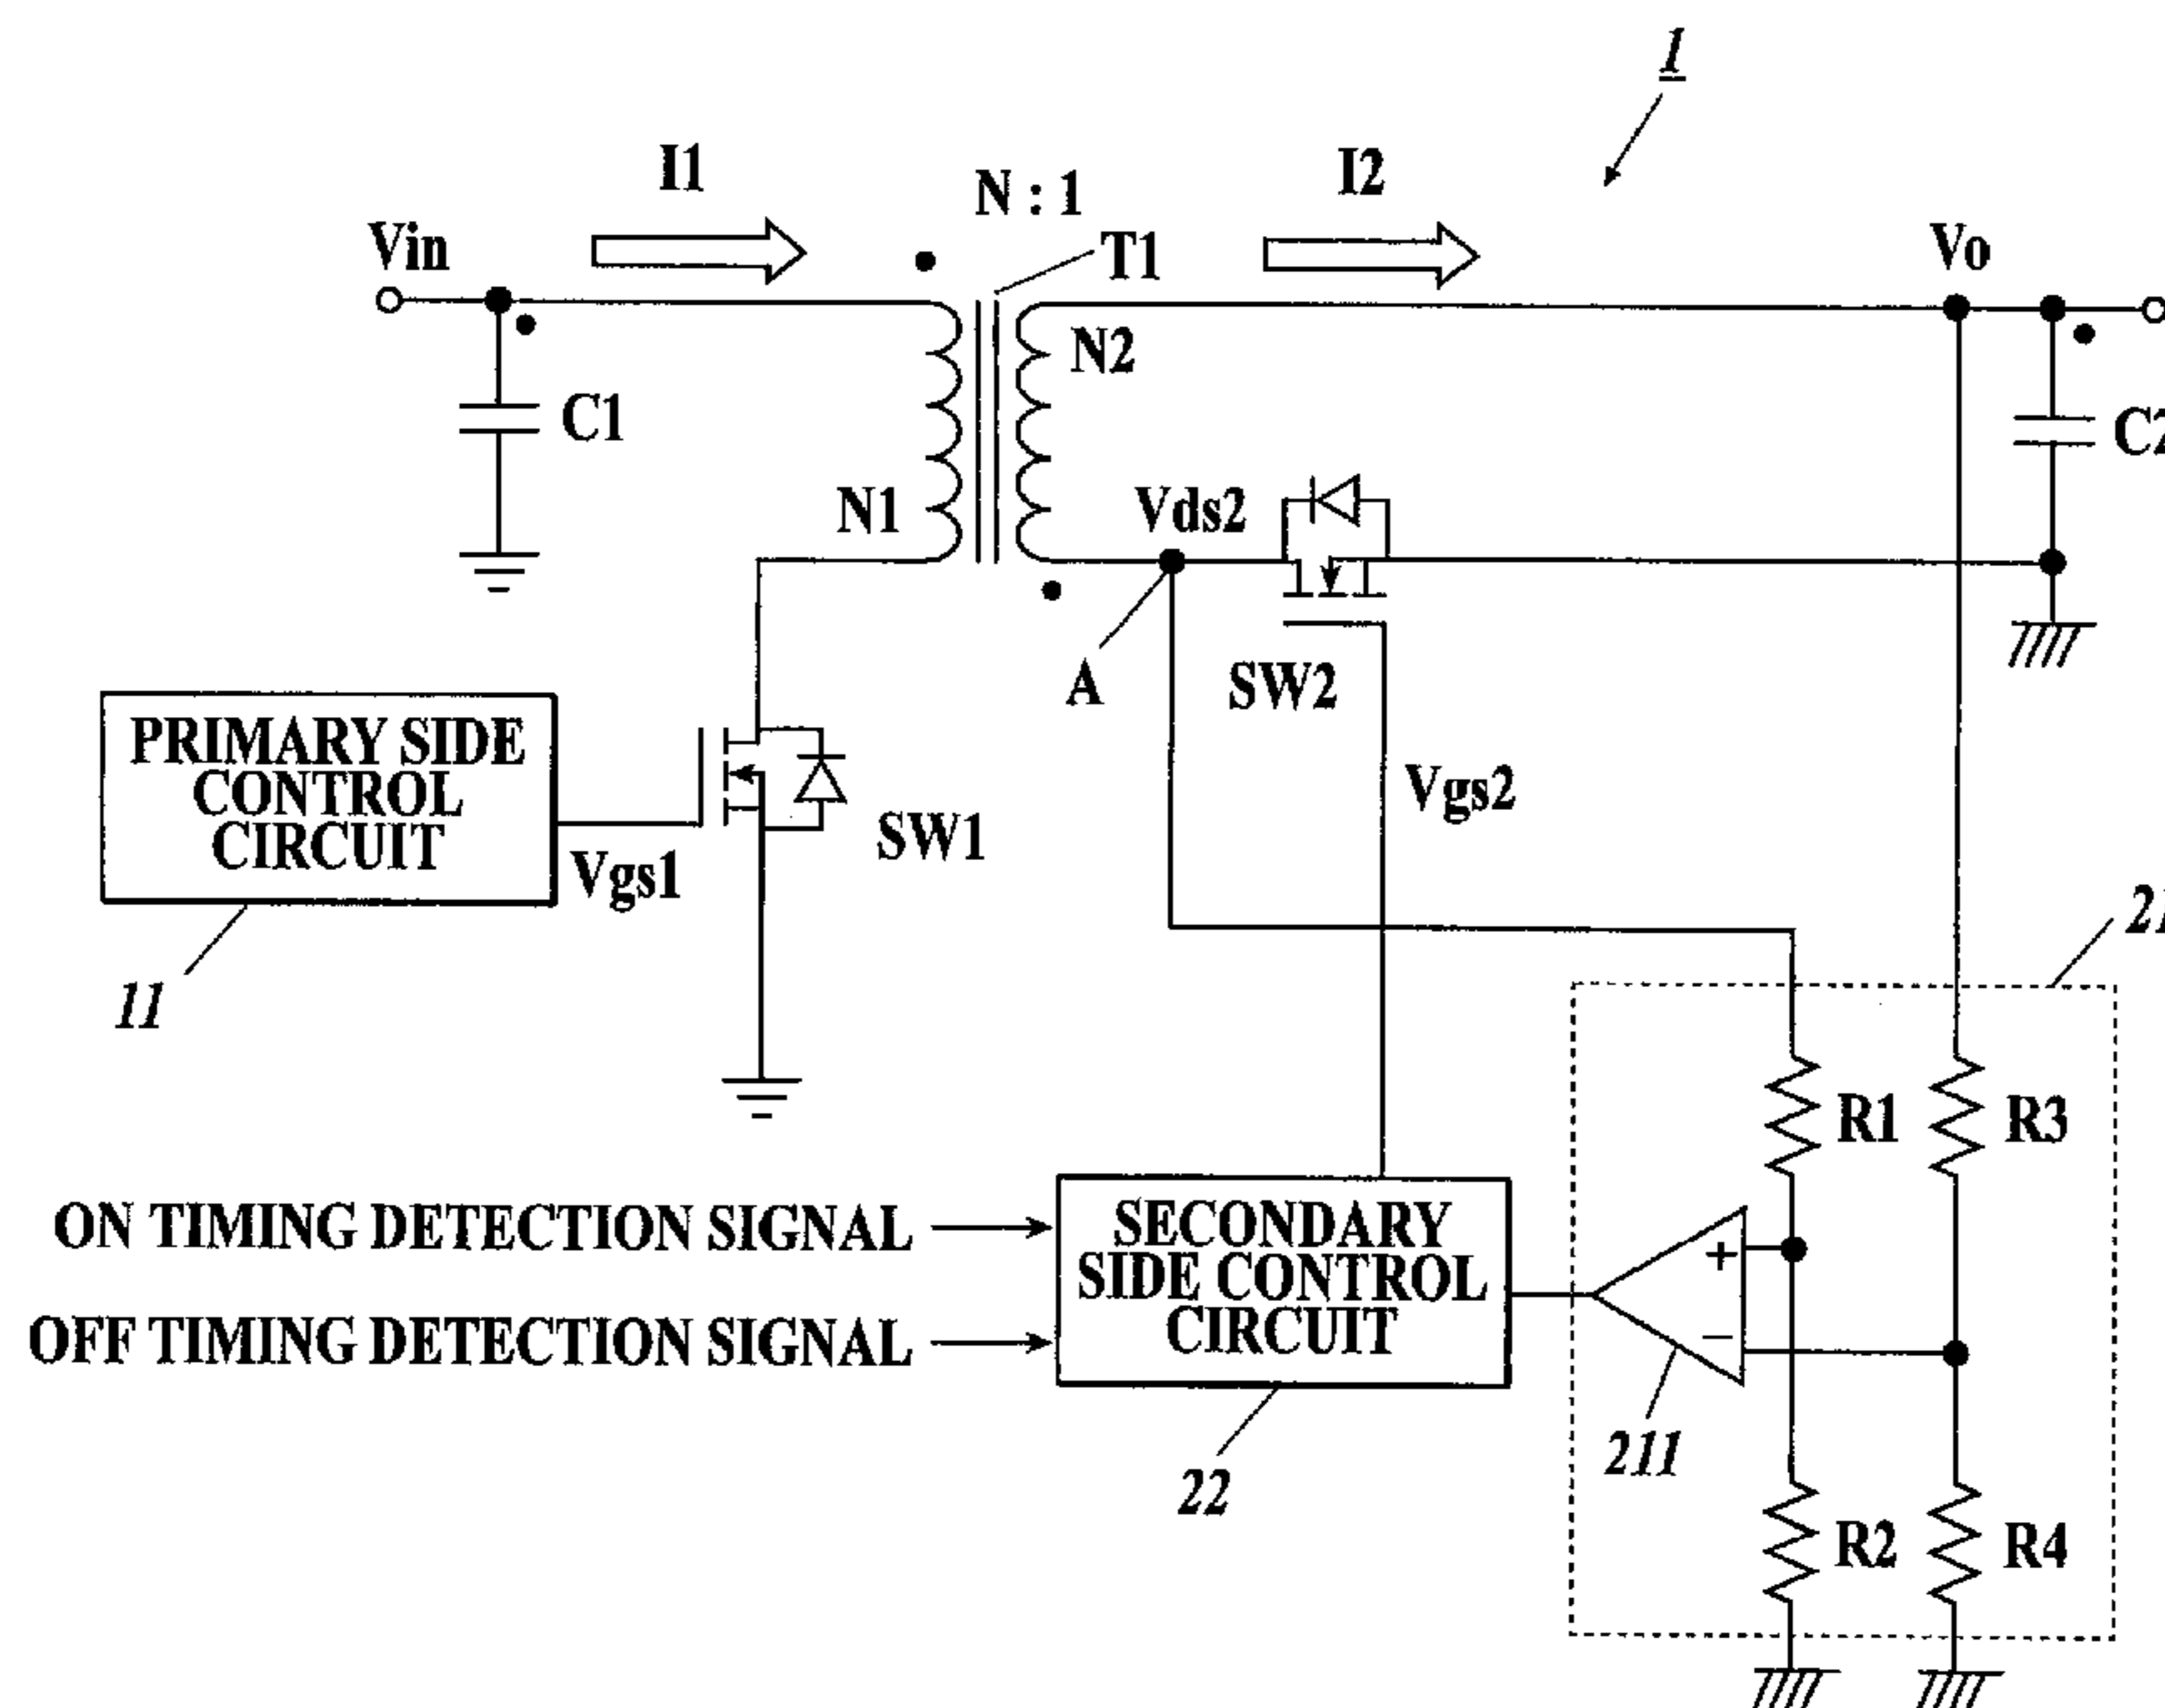 1
I1
N : 1
I2
Vin
T1
Vo
N2
C1
C2
N1
Vds2
A
SW2
PRIMARY SIDE
CONTROL
CIRCUIT
Vgs1
SW1
Vgs2
11
21
R1
R3
ON TIMING DETECTION SIGNAL
OFF TIMING DETECTION SIGNAL
SECONDARY
SIDE CONTROL
CIRCUIT
+
−
211
22
R2
R4